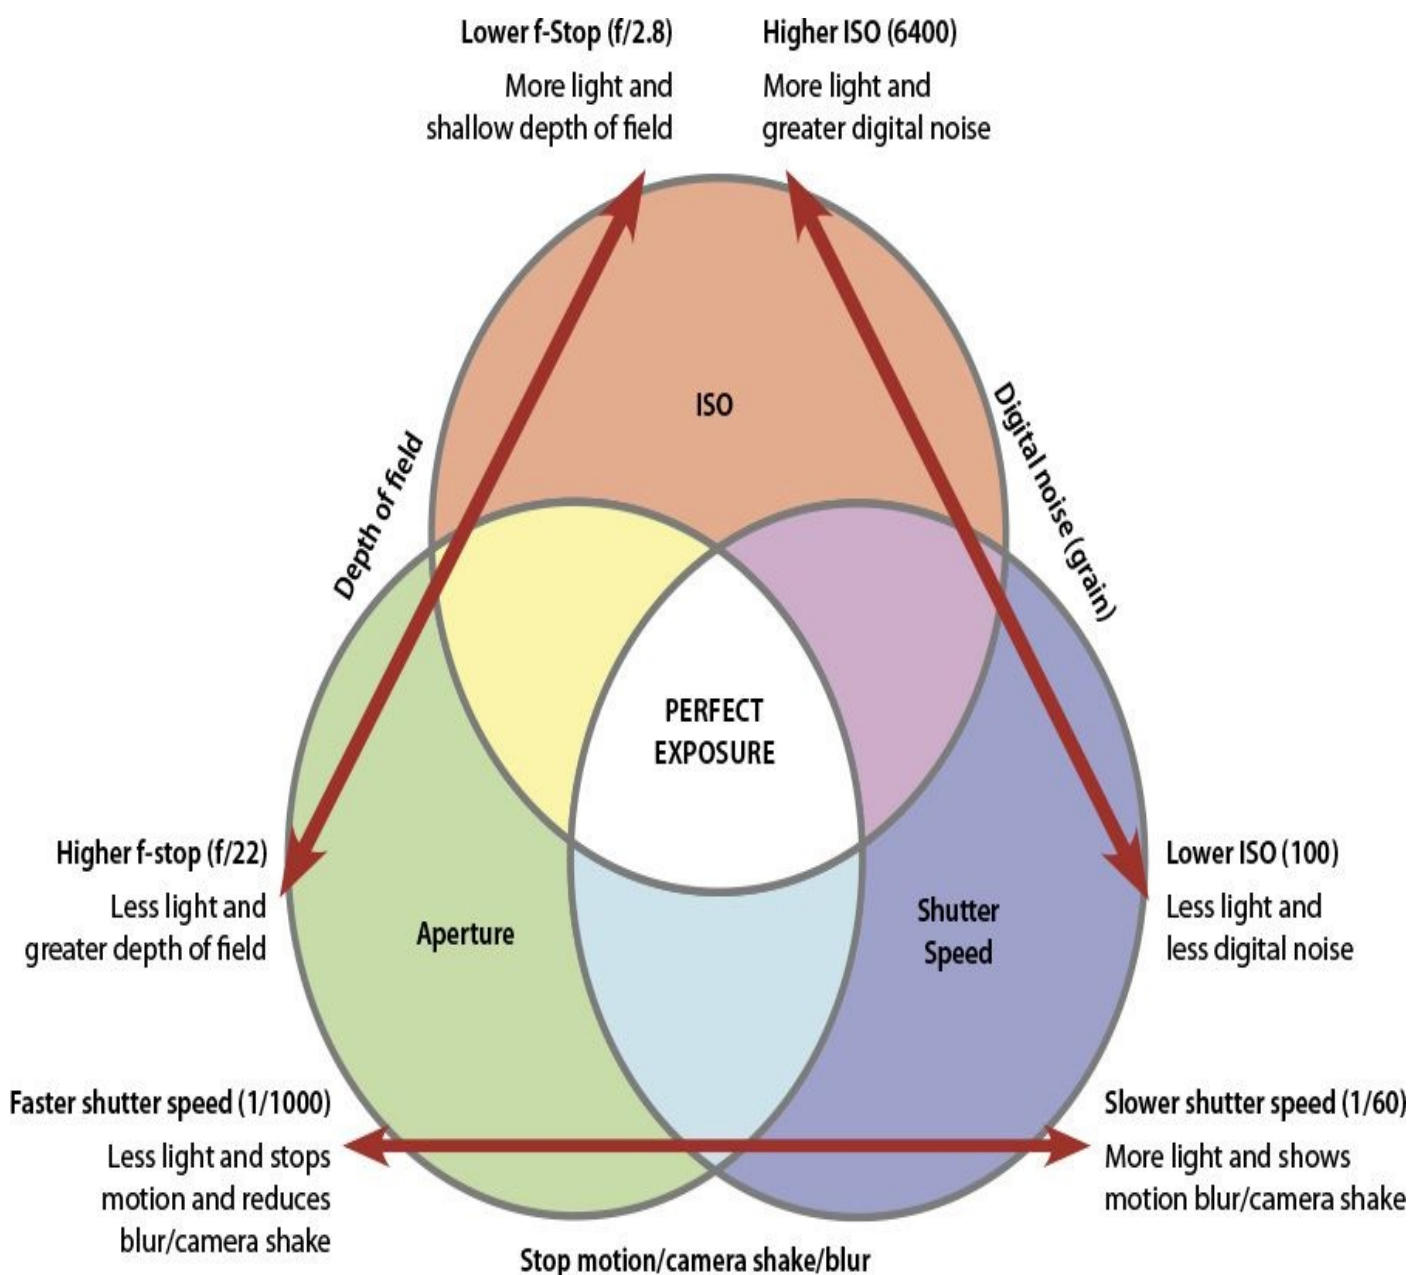 Lower f-Stop (f/2.8)
More light and
shallow depth of field
Higher ISO (6400)
More light and
greater digital noise
ISO
Depth of field
Digital noise (grain)
PERFECT
EXPOSURE
Higher f-stop (f/22)
Less light and
greater depth of field
Aperture
Shutter
Speed
Lower ISO (100)
Less light and
less digital noise
Faster shutter speed (1/1000)
Less light and stops
motion and reduces
blur/camera shake
Slower shutter speed (1/60)
More light and shows
motion blur/camera shake
Stop motion/camera shake/blur